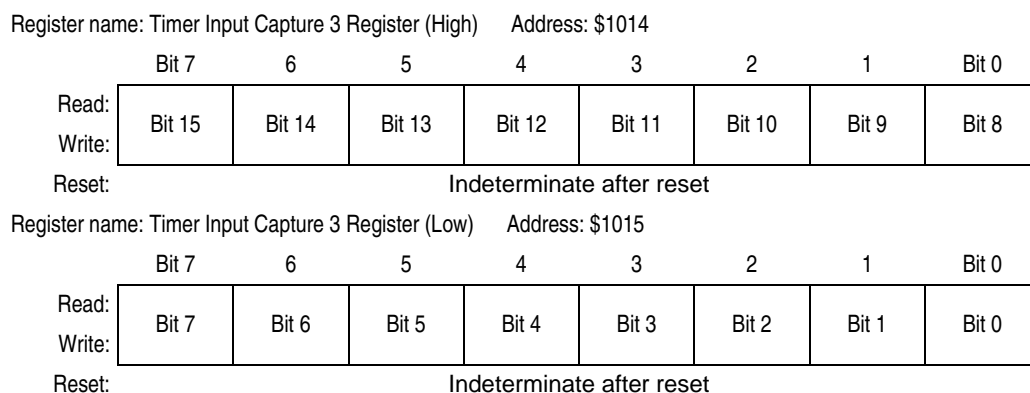 Register name: Timer Input Capture 3 Register (High) Address: $1014
Bit 7 6 5 4 3 2 1 Bit 0
Read:
Bit 15 Bit 14 Bit 13 Bit 12 Bit 11 Bit 10 Bit 9 Bit 8
Write:
Reset: Indeterminate after reset
Register name: Timer Input Capture 3 Register (Low) Address: $1015
Bit 7 6 5 4 3 2 1 Bit 0
Read:
Bit 7 Bit 6 Bit 5 Bit 4 Bit 3 Bit 2 Bit 1 Bit 0
Write:
Reset: Indeterminate after reset